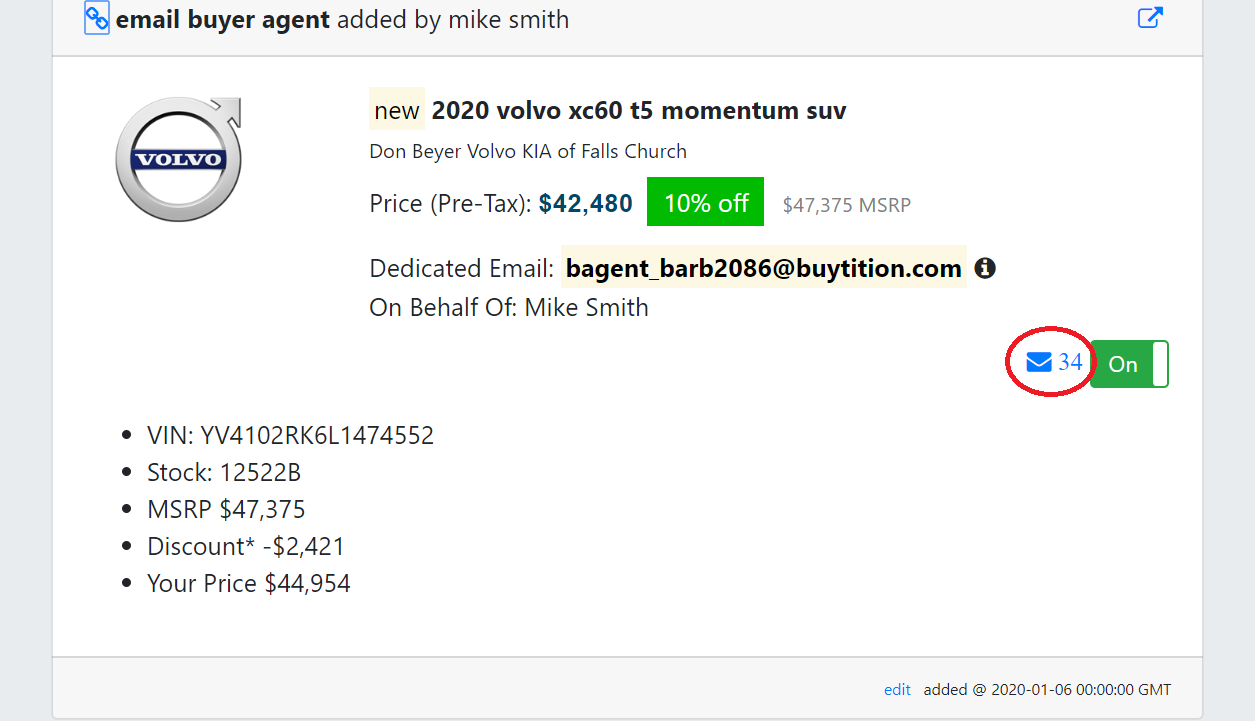 email buyer agent added by mike smith
VOLVO
new 2020 volvo xc60 t5 momentum suv
Don Beyer Volvo KIA of Falls Church
Price (Pre-Tax): $42,480 10% off $47,375 MSRP
Dedicated Email: bagent_barb2086@buytition.com
On Behalf Of: Mike Smith
34 On
VIN: YV4102RK6L1474552
Stock: 12522B
MSRP $47,375
Discount* -$2,421
Your Price $44,954
edit added @ 2020-01-06 00:00:00 GMT